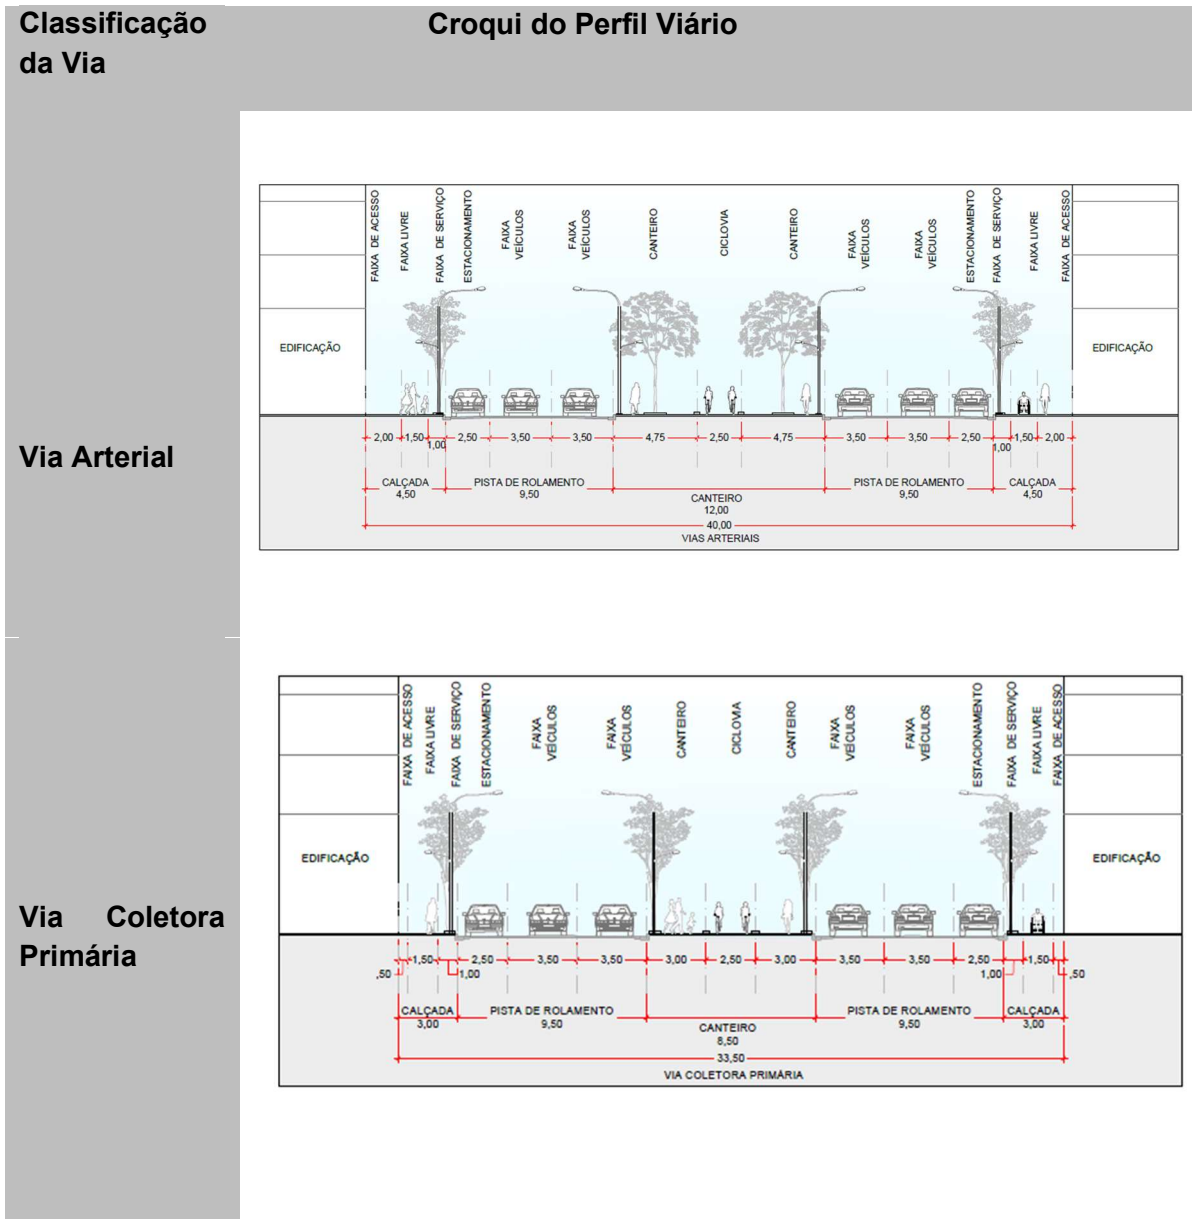 Classificação
da Via
Croqui do Perfil Viário
Via Arterial
FAIXA DE ACESSO
FAIXA LIVRE
FAIXA DE SERVIÇO
ESTACIONAMENTO
FAIXA
VEÍCULOS
FAIXA
VEÍCULOS
CANTEIRO
CICLOVIA
CANTEIRO
FAIXA
VEÍCULOS
FAIXA
VEÍCULOS
ESTACIONAMENTO
FAIXA DE SERVIÇO
FAIXA LIVRE
FAIXA DE ACESSO
EDIFICAÇÃO
EDIFICAÇÃO
2,00 1,50 1,00 2,50 3,50 3,50 4,75 2,50 4,75 3,50 3,50 2,50 1,00 1,50 2,00
CALÇADA
4,50
PISTA DE ROLAMENTO
9,50
CANTEIRO
12,00
PISTA DE ROLAMENTO
9,50
CALÇADA
4,50
40,00
VIAS ARTERIAIS
Via Coletora
Primária
FAIXA DE ACESSO
FAIXA LIVRE
FAIXA DE SERVIÇO
ESTACIONAMENTO
FAIXA
VEÍCULOS
FAIXA
VEÍCULOS
CANTEIRO
CICLOVIA
CANTEIRO
FAIXA
VEÍCULOS
FAIXA
VEÍCULOS
ESTACIONAMENTO
FAIXA DE SERVIÇO
FAIXA LIVRE
FAIXA DE ACESSO
EDIFICAÇÃO
EDIFICAÇÃO
,50 1,50 1,00 2,50 3,50 3,50 3,00 2,50 3,00 3,50 3,50 2,50 1,00 1,50 ,50
CALÇADA
3,00
PISTA DE ROLAMENTO
9,50
CANTEIRO
8,50
PISTA DE ROLAMENTO
9,50
CALÇADA
3,00
33,50
VIA COLETORA PRIMÁRIA